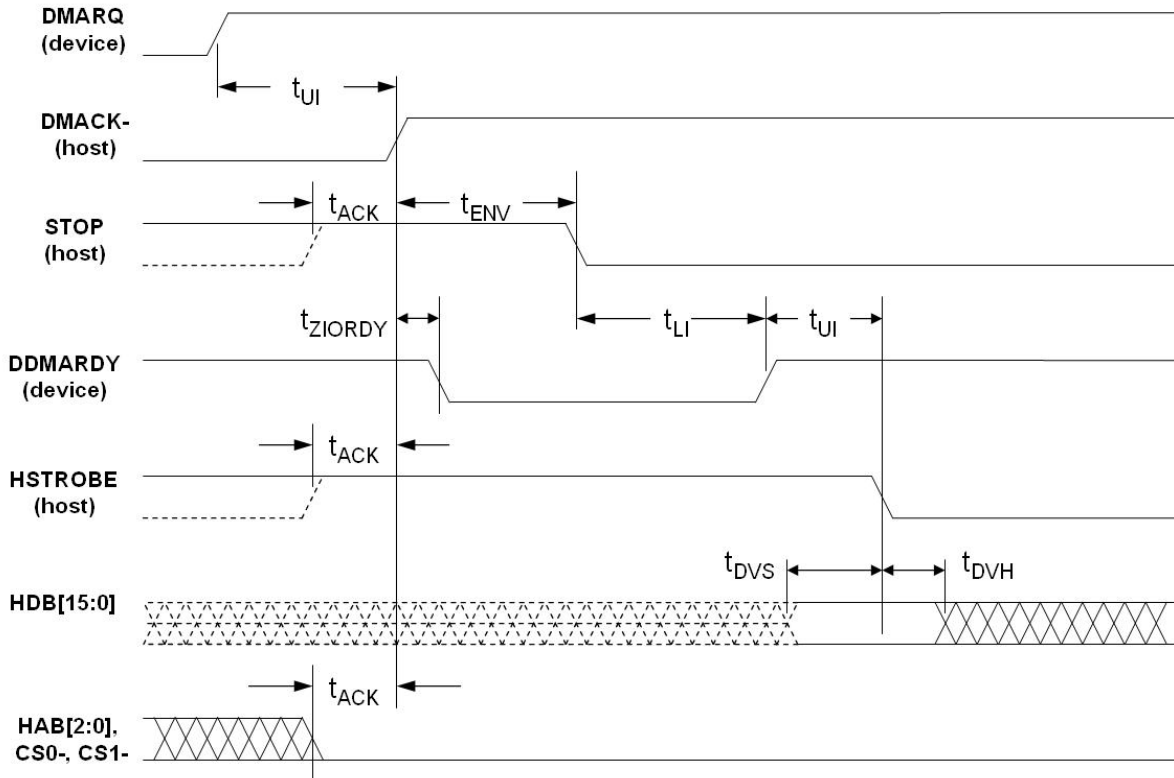 DMARQ
(device)
tUI
DMACK-
(host)
tACK
tENV
STOP
(host)
tZIORDY
tLI
tUI
DDMARDY
(device)
tACK
HSTROBE
(host)
tDVS
tDVH
HDB[15:0]
tACK
HAB[2:0],
CS0-, CS1-